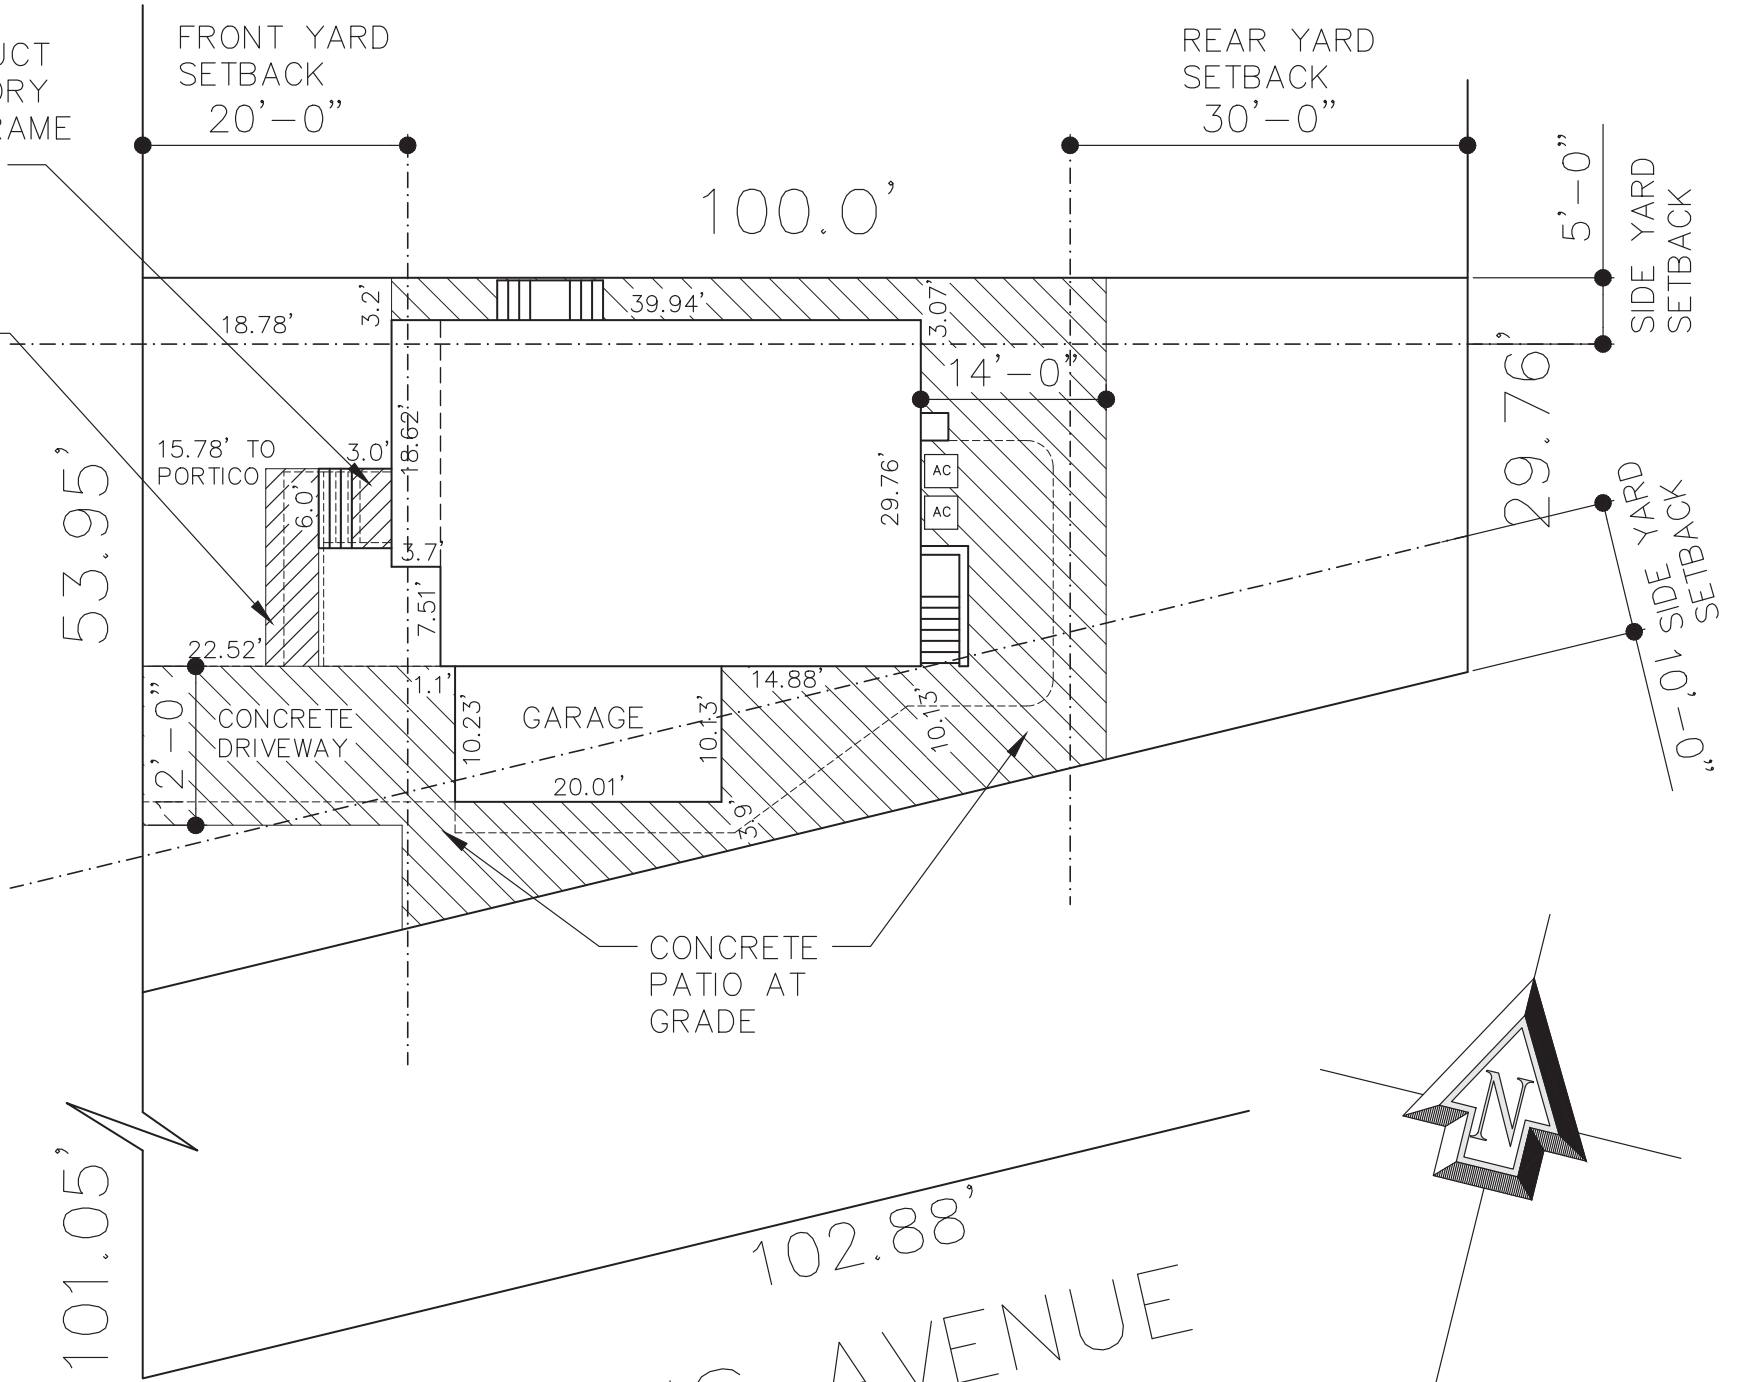 UCT
ORY
RAME
FRONT YARD
SETBACK
20'-0"
REAR YARD
SETBACK
30'-0"
100.0'
5'-0"
SIDE YARD
SETBACK
3.2'
39.94'
3.07'
18.78'
14'-0"
29.76'
15.78' TO
PORTICO
3.0'
18.62'
6.0'
3.7'
7.51'
29.76'
AC
AC
53.95'
10'-0"
SIDE YARD
SETBACK
22.52'
12'-0"
CONCRETE
DRIVEWAY
1.1'
10.23'
GARAGE
10.13'
14.88'
10.13'
20.01'
3.9'
CONCRETE
PATIO AT
GRADE
N
101.05'
102.88'
AVENUE